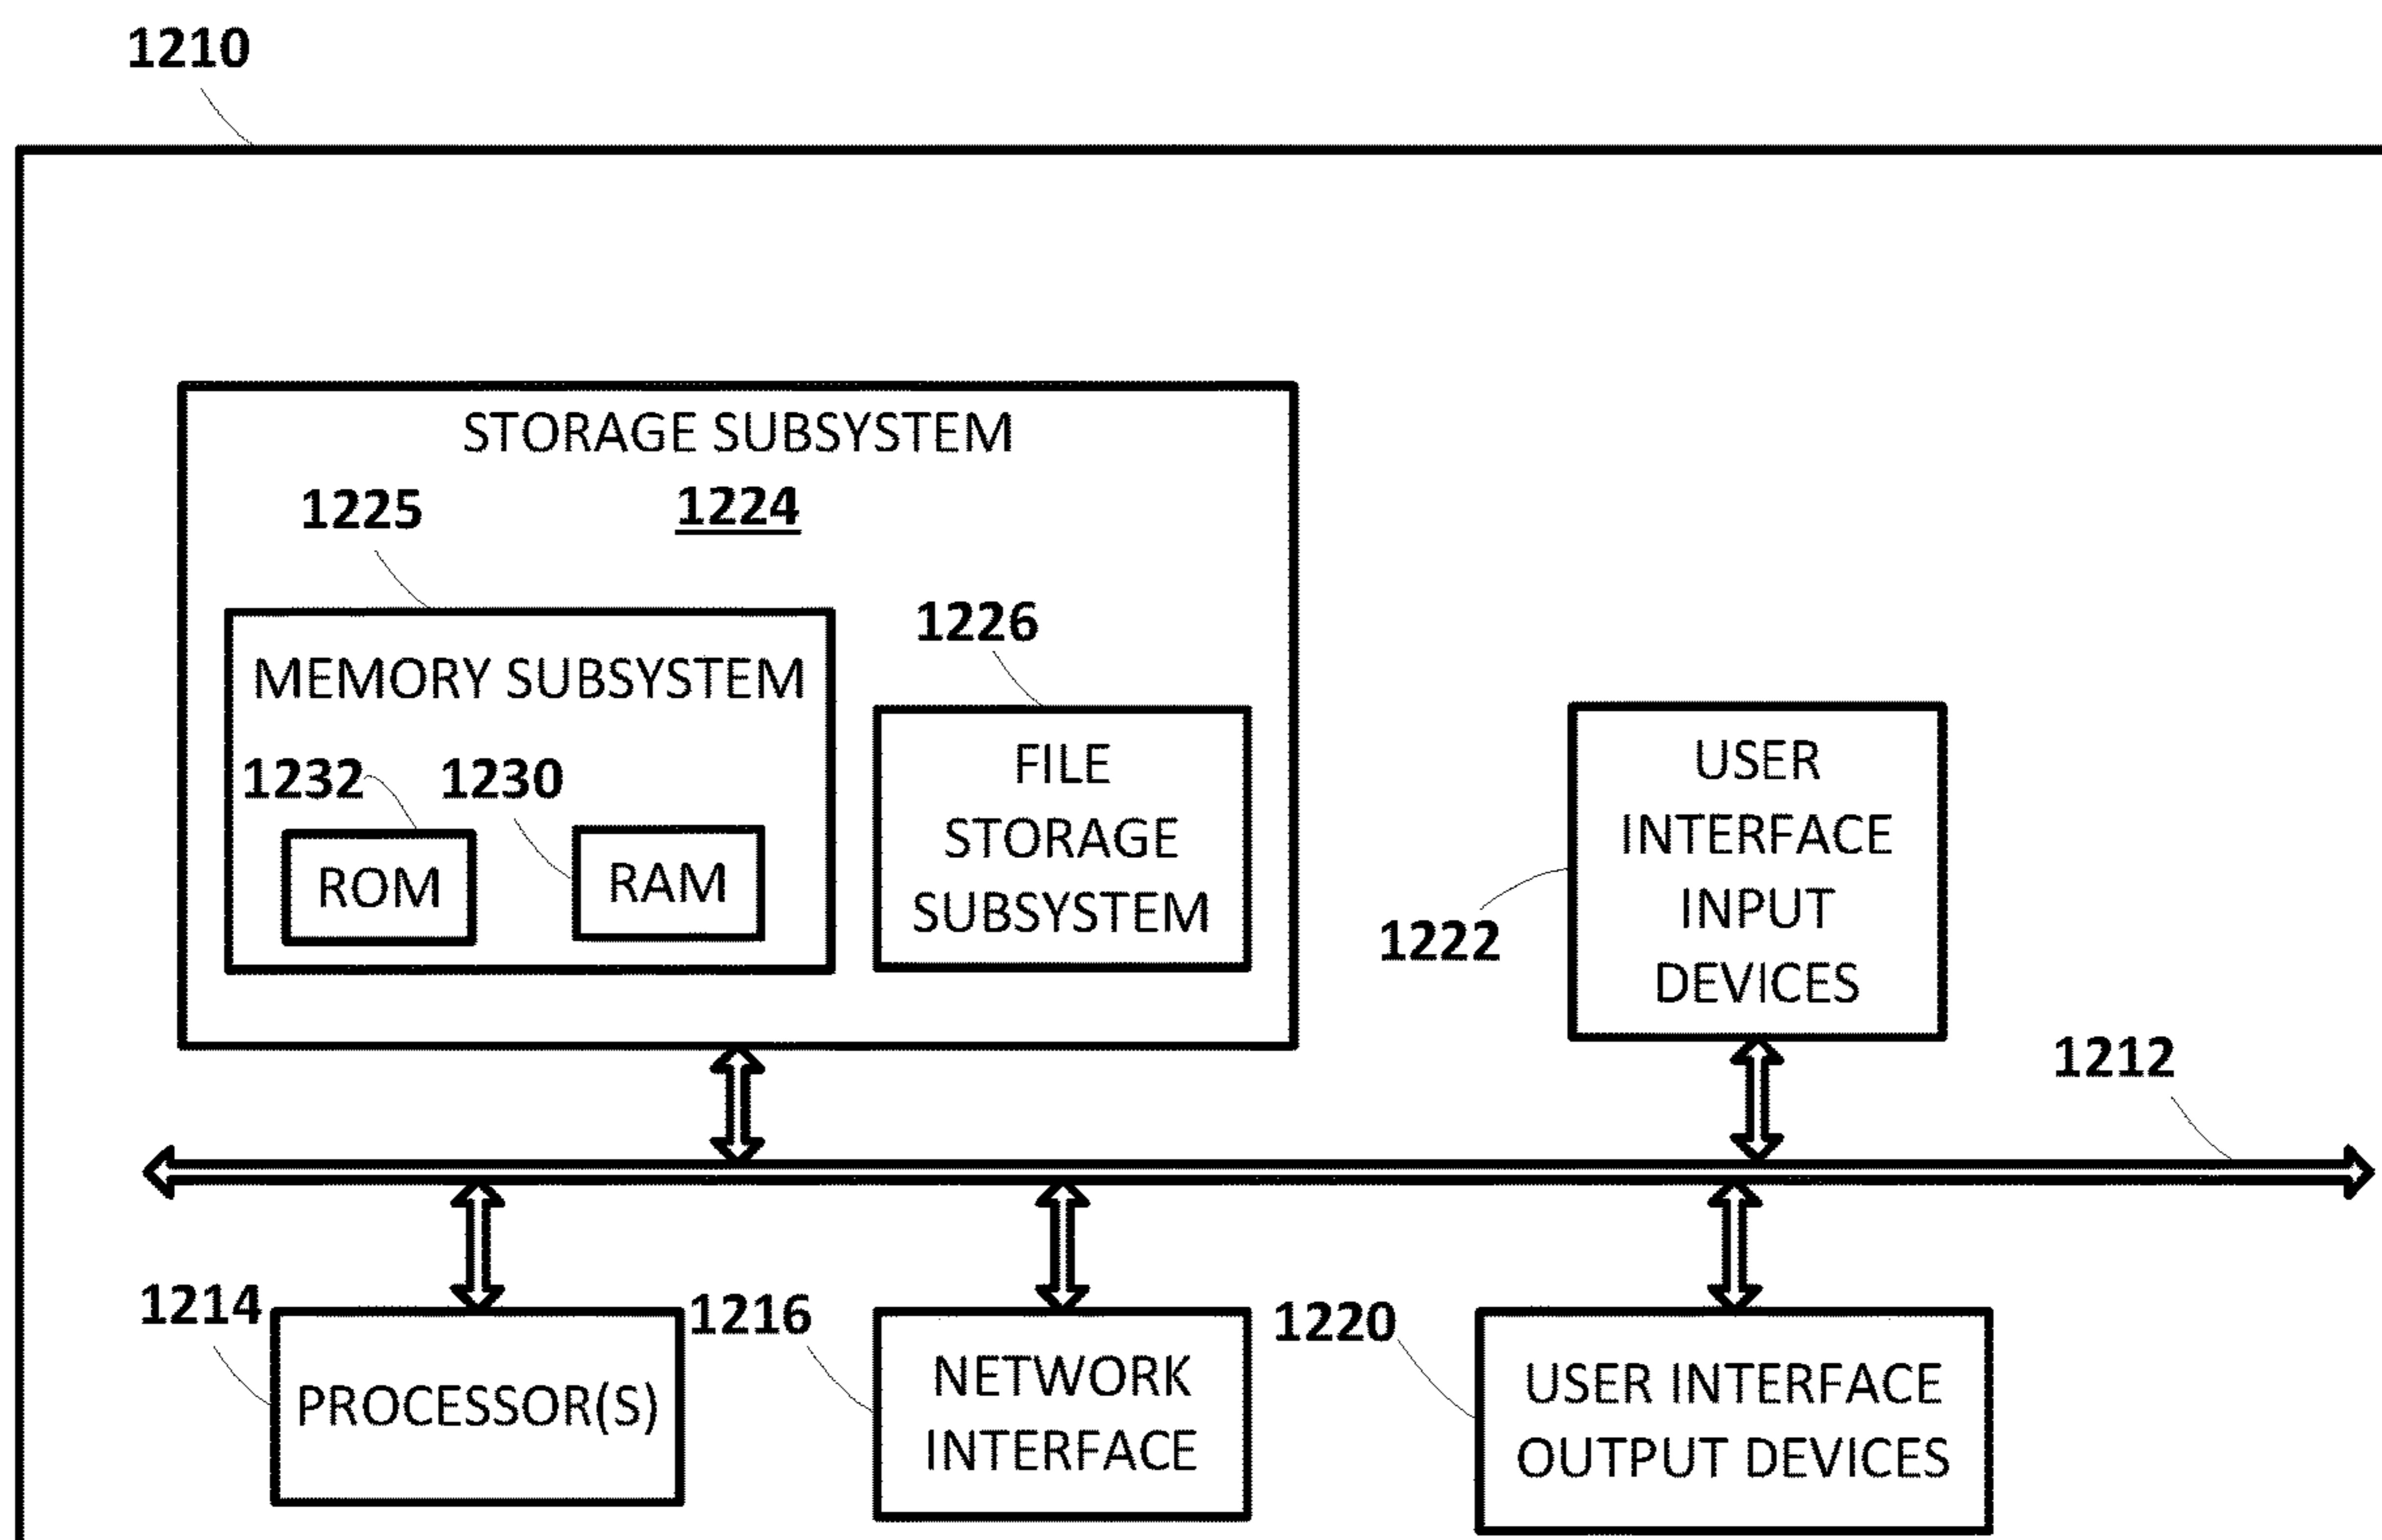 1210
STORAGE SUBSYSTEM
1224
1225
MEMORY SUBSYSTEM
1232
1230
ROM
RAM
1226
FILE
STORAGE
SUBSYSTEM
USER
INTERFACE
INPUT
DEVICES
1222
1212
1214
PROCESSOR(S)
1216
NETWORK
INTERFACE
1220
USER INTERFACE
OUTPUT DEVICES